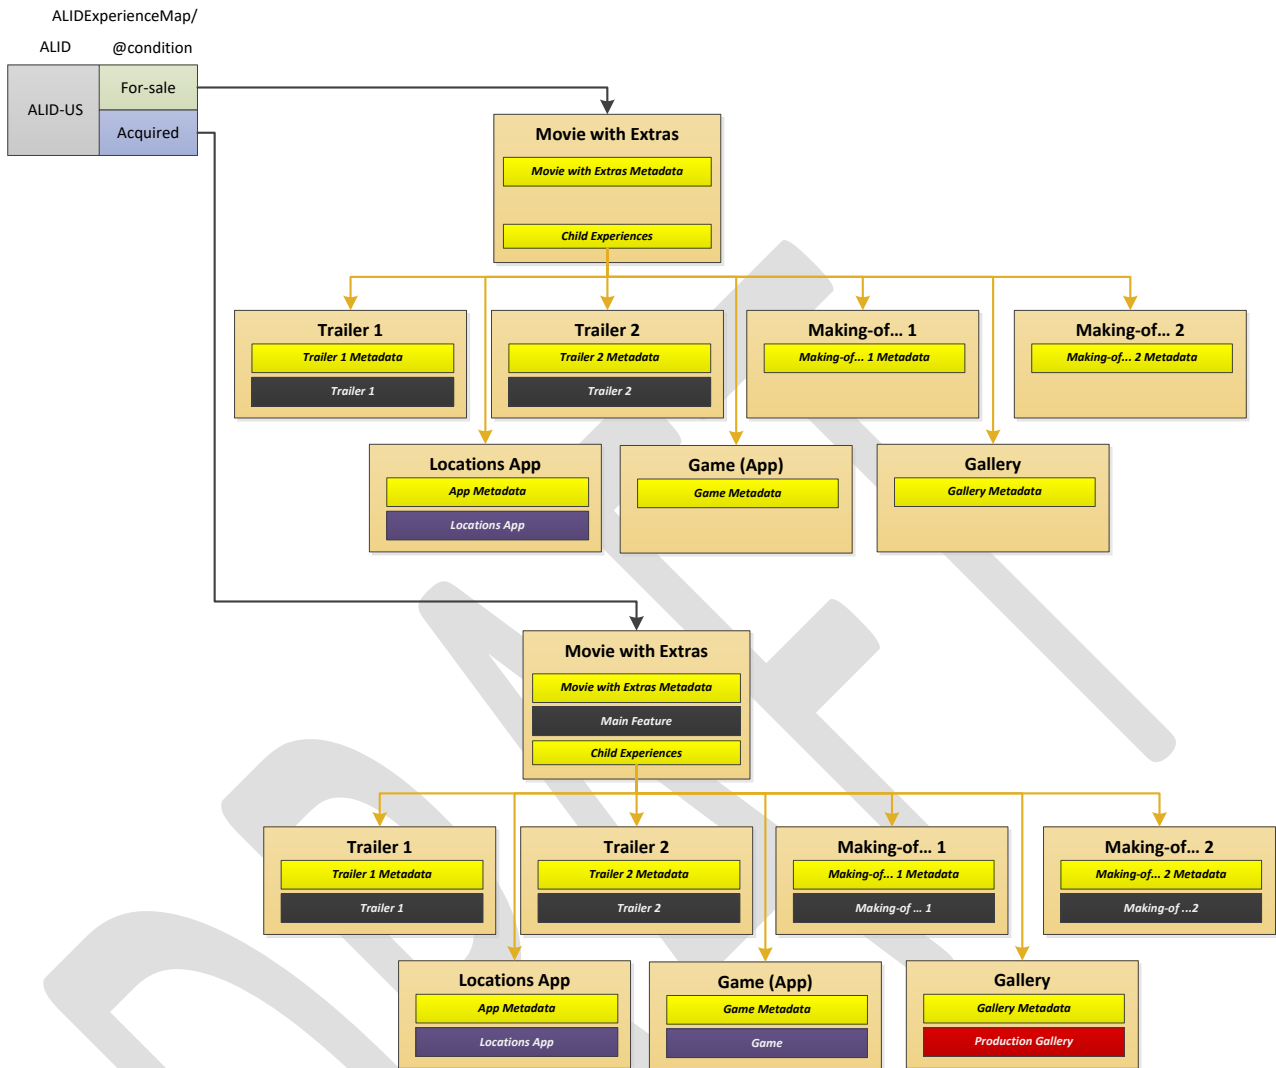 ALIDExperienceMap/
ALID @condition
For-sale
ALID-US
Acquired
Movie with Extras
Movie with Extras Metadata
Child Experiences
Trailer 1
Trailer 1 Metadata
Trailer 1
Trailer 2
Trailer 2 Metadata
Trailer 2
Making-of... 1
Making-of... 1 Metadata
Making-of... 2
Making-of... 2 Metadata
Locations App
App Metadata
Locations App
Game (App)
Game Metadata
Gallery
Gallery Metadata
Movie with Extras
Movie with Extras Metadata
Main Feature
Child Experiences
Trailer 1
Trailer 1 Metadata
Trailer 1
Trailer 2
Trailer 2 Metadata
Trailer 2
Making-of... 1
Making-of... 1 Metadata
Making-of ... 1
Making-of... 2
Making-of... 2 Metadata
Making-of ...2
Locations App
App Metadata
Locations App
Game (App)
Game Metadata
Game
Gallery
Gallery Metadata
Production Gallery
DRAFT